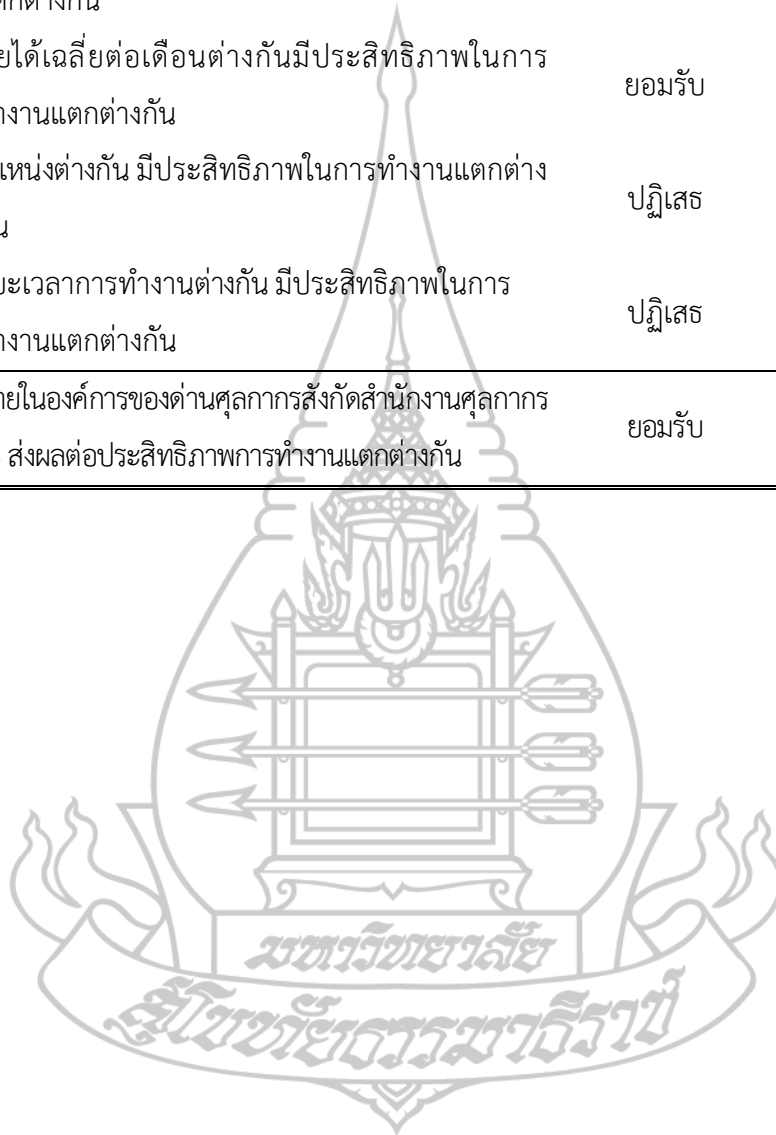 ยได้เฉลี่ยต่อเดือนต่างกันมีประสิทธิภาพในการ
ยอมรับ
างานแตกต่างกัน
แหน่งต่างกัน มีประสิทธิภาพในการทำงานแตกต่าง
ปฏิเสธ
น
ยะเวลาการทำงานต่างกัน มีประสิทธิภาพในการ
ปฏิเสธ
างานแตกต่างกัน
ายในองค์การของด่านศุลกากรสังกัดสำนักงานศุลกากร
ยอมรับ
ส่งผลต่อประสิทธิภาพการทำงานแตกต่างกัน
มหาวิทยาลัย
สุโขทัยธรรมาธิราช